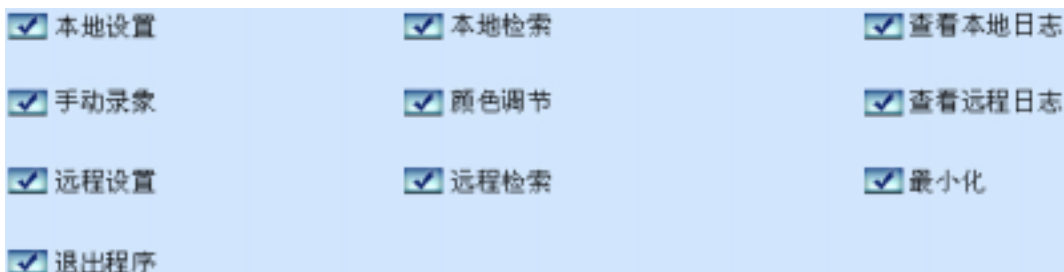 本地设置 本地检索 查看本地日志
手动录象 颜色调节 查看远程日志
远程设置 远程检索 最小化
退出程序